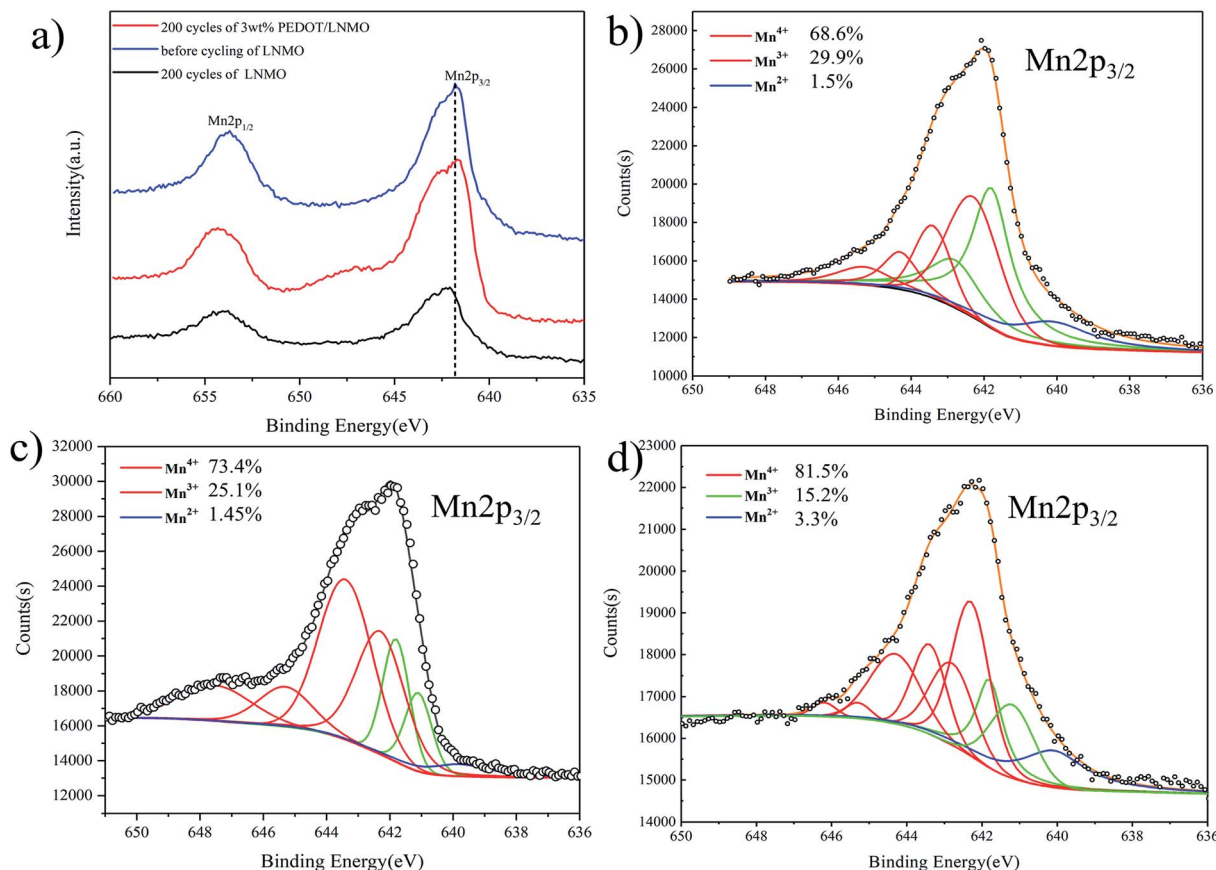 a)
200 cycles of 3wt% PEDOT/LNMO
before cycling of LNMO
200 cycles of LNMO
Mn2p1/2
Mn2p3/2
Intensity(a.u.)
660 655 650 645 640 635
Binding Energy(eV)
b)
Mn4+ 68.6%
Mn3+ 29.9%
Mn2+ 1.5%
Mn2p3/2
Counts(s)
28000
26000
24000
22000
20000
18000
16000
14000
12000
10000
650 648 646 644 642 640 638 636
Binding Energy(eV)
c)
Mn4+ 73.4%
Mn3+ 25.1%
Mn2+ 1.45%
Mn2p3/2
Counts(s)
32000
30000
28000
26000
24000
22000
20000
18000
16000
14000
12000
650 648 646 644 642 640 638 636
Binding Energy(eV)
d)
Mn4+ 81.5%
Mn3+ 15.2%
Mn2+ 3.3%
Mn2p3/2
Counts(s)
23000
22000
21000
20000
19000
18000
17000
16000
15000
14000
650 648 646 644 642 640 638 636
Binding Energy(eV)